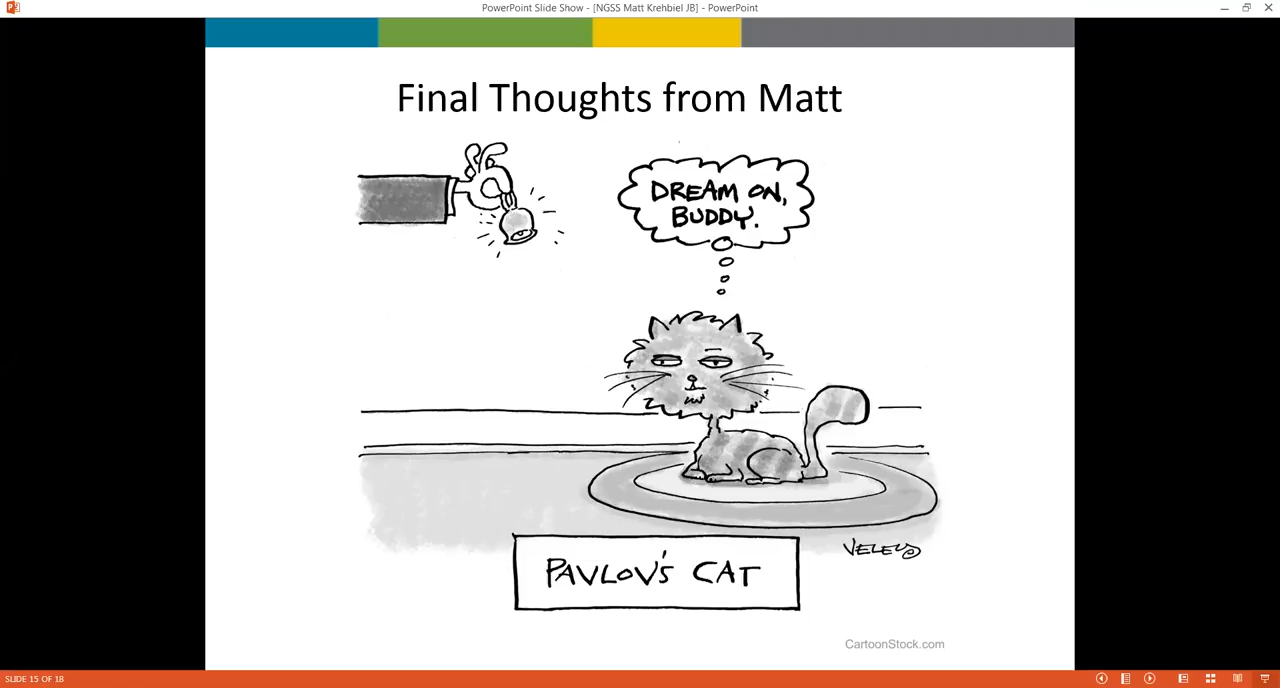 PowerPoint Slide Show - [NGSS Matt Krehbiel JB] - PowerPoint
Final Thoughts from Matt
DREAM ON,
BUDDY.
PAVLOV'S CAT
CartoonStock.com
SLIDE 15 OF 18